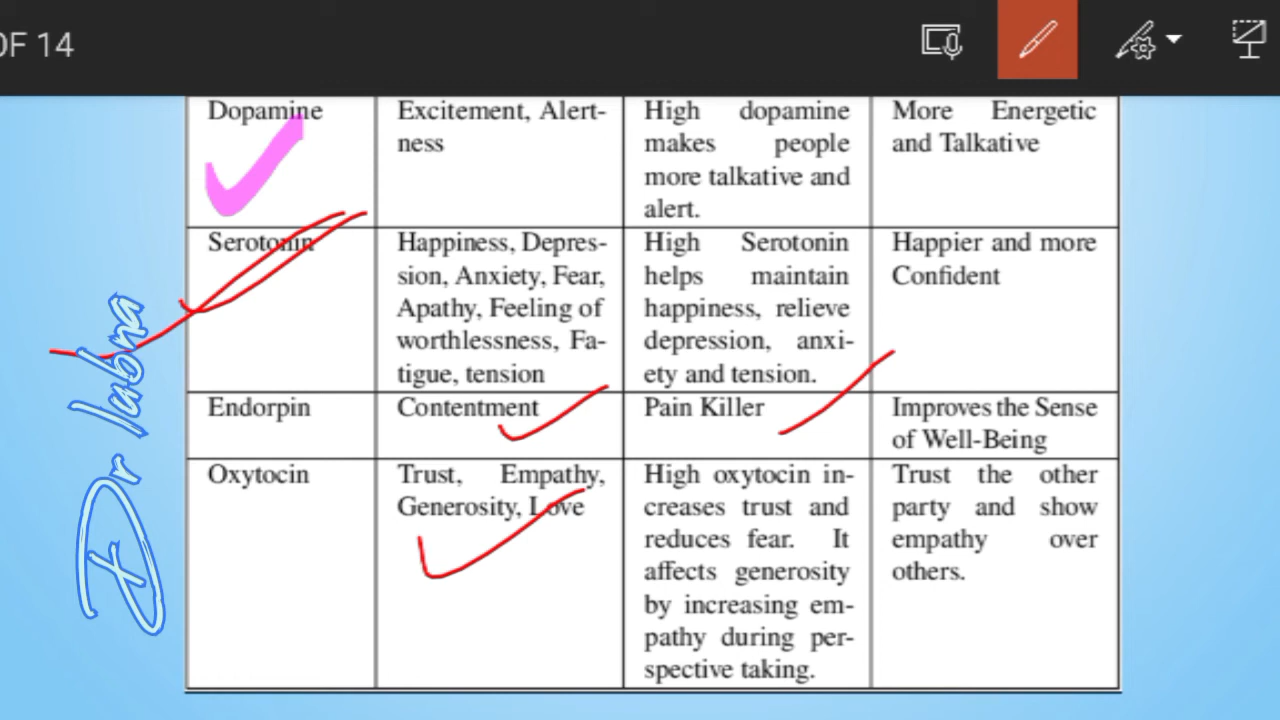 OF 14
Dopamine
Excitement, Alert-
ness
High dopamine
makes people
more talkative and
alert.
More Energetic
and Talkative
Serotonin
Happiness, Depres-
sion, Anxiety, Fear,
Apathy, Feeling of
worthlessness, Fa-
tigue, tension
High Serotonin
helps maintain
happiness, relieve
depression, anxi-
ety and tension.
Happier and more
Confident
Endorpin
Contentment
Pain Killer
Improves the Sense
of Well-Being
Oxytocin
Trust, Empathy,
Generosity, Love
High oxytocin in-
creases trust and
reduces fear. It
affects generosity
by increasing em-
pathy during per-
spective taking.
Trust the other
party and show
empathy over
others.
Dr lubna